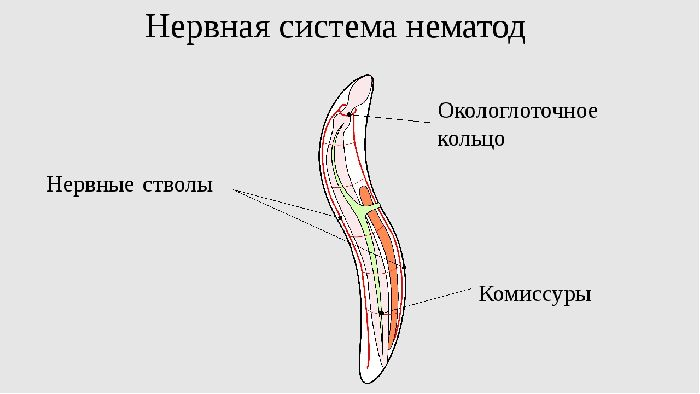 Нервная система нематод
Окологлоточное
кольцо
Нервные стволы
Комиссуры